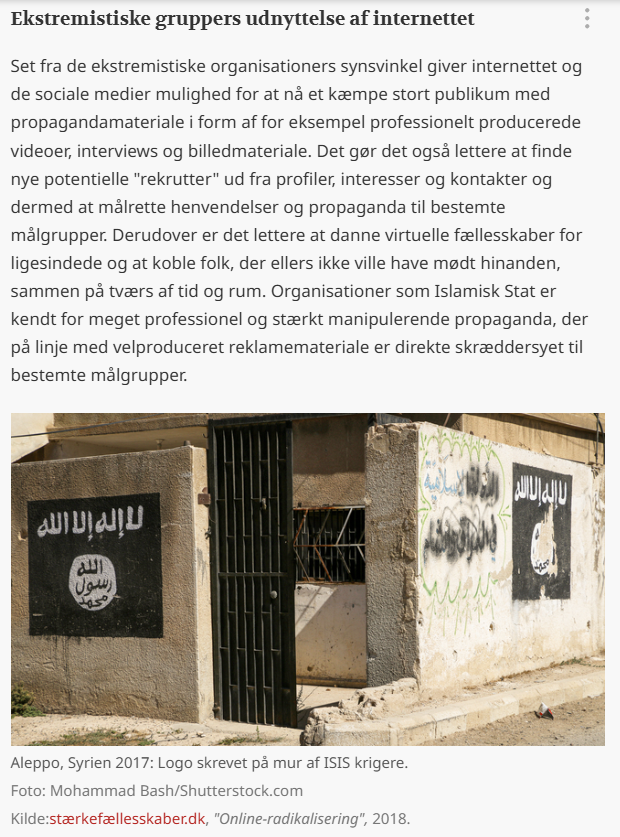 Ekstremistiske gruppers udnyttelse af internettet
Set fra de ekstremistiske organisationers synsvinkel giver internettet og
de sociale medier mulighed for at nå et kæmpe stort publikum med
propagandamateriale i form af for eksempel professionelt producerede
videoer, interviews og billedmateriale. Det gør det også lettere at finde
nye potentielle "rekrutter" ud fra profiler, interesser og kontakter og
dermed at målrette henvendelser og propaganda til bestemte
målgrupper. Derudover er det lettere at danne virtuelle fællesskaber for
ligesindede og at koble folk, der ellers ikke ville have mødt hinanden,
sammen på tværs af tid og rum. Organisationer som Islamisk Stat er
kendt for meget professionel og stærkt manipulerende propaganda, der
på linje med velproduceret reklamemateriale er direkte skræddersyet til
bestemte målgrupper.
لا إله إلا الله
الله
رسول
محمد
لا إله إلا الله
محمد
Aleppo, Syrien 2017: Logo skrevet på mur af ISIS krigere.
Foto: Mohammad Bash/Shutterstock.com
Kilde:stærkefællesskaber.dk, "Online-radikalisering", 2018.